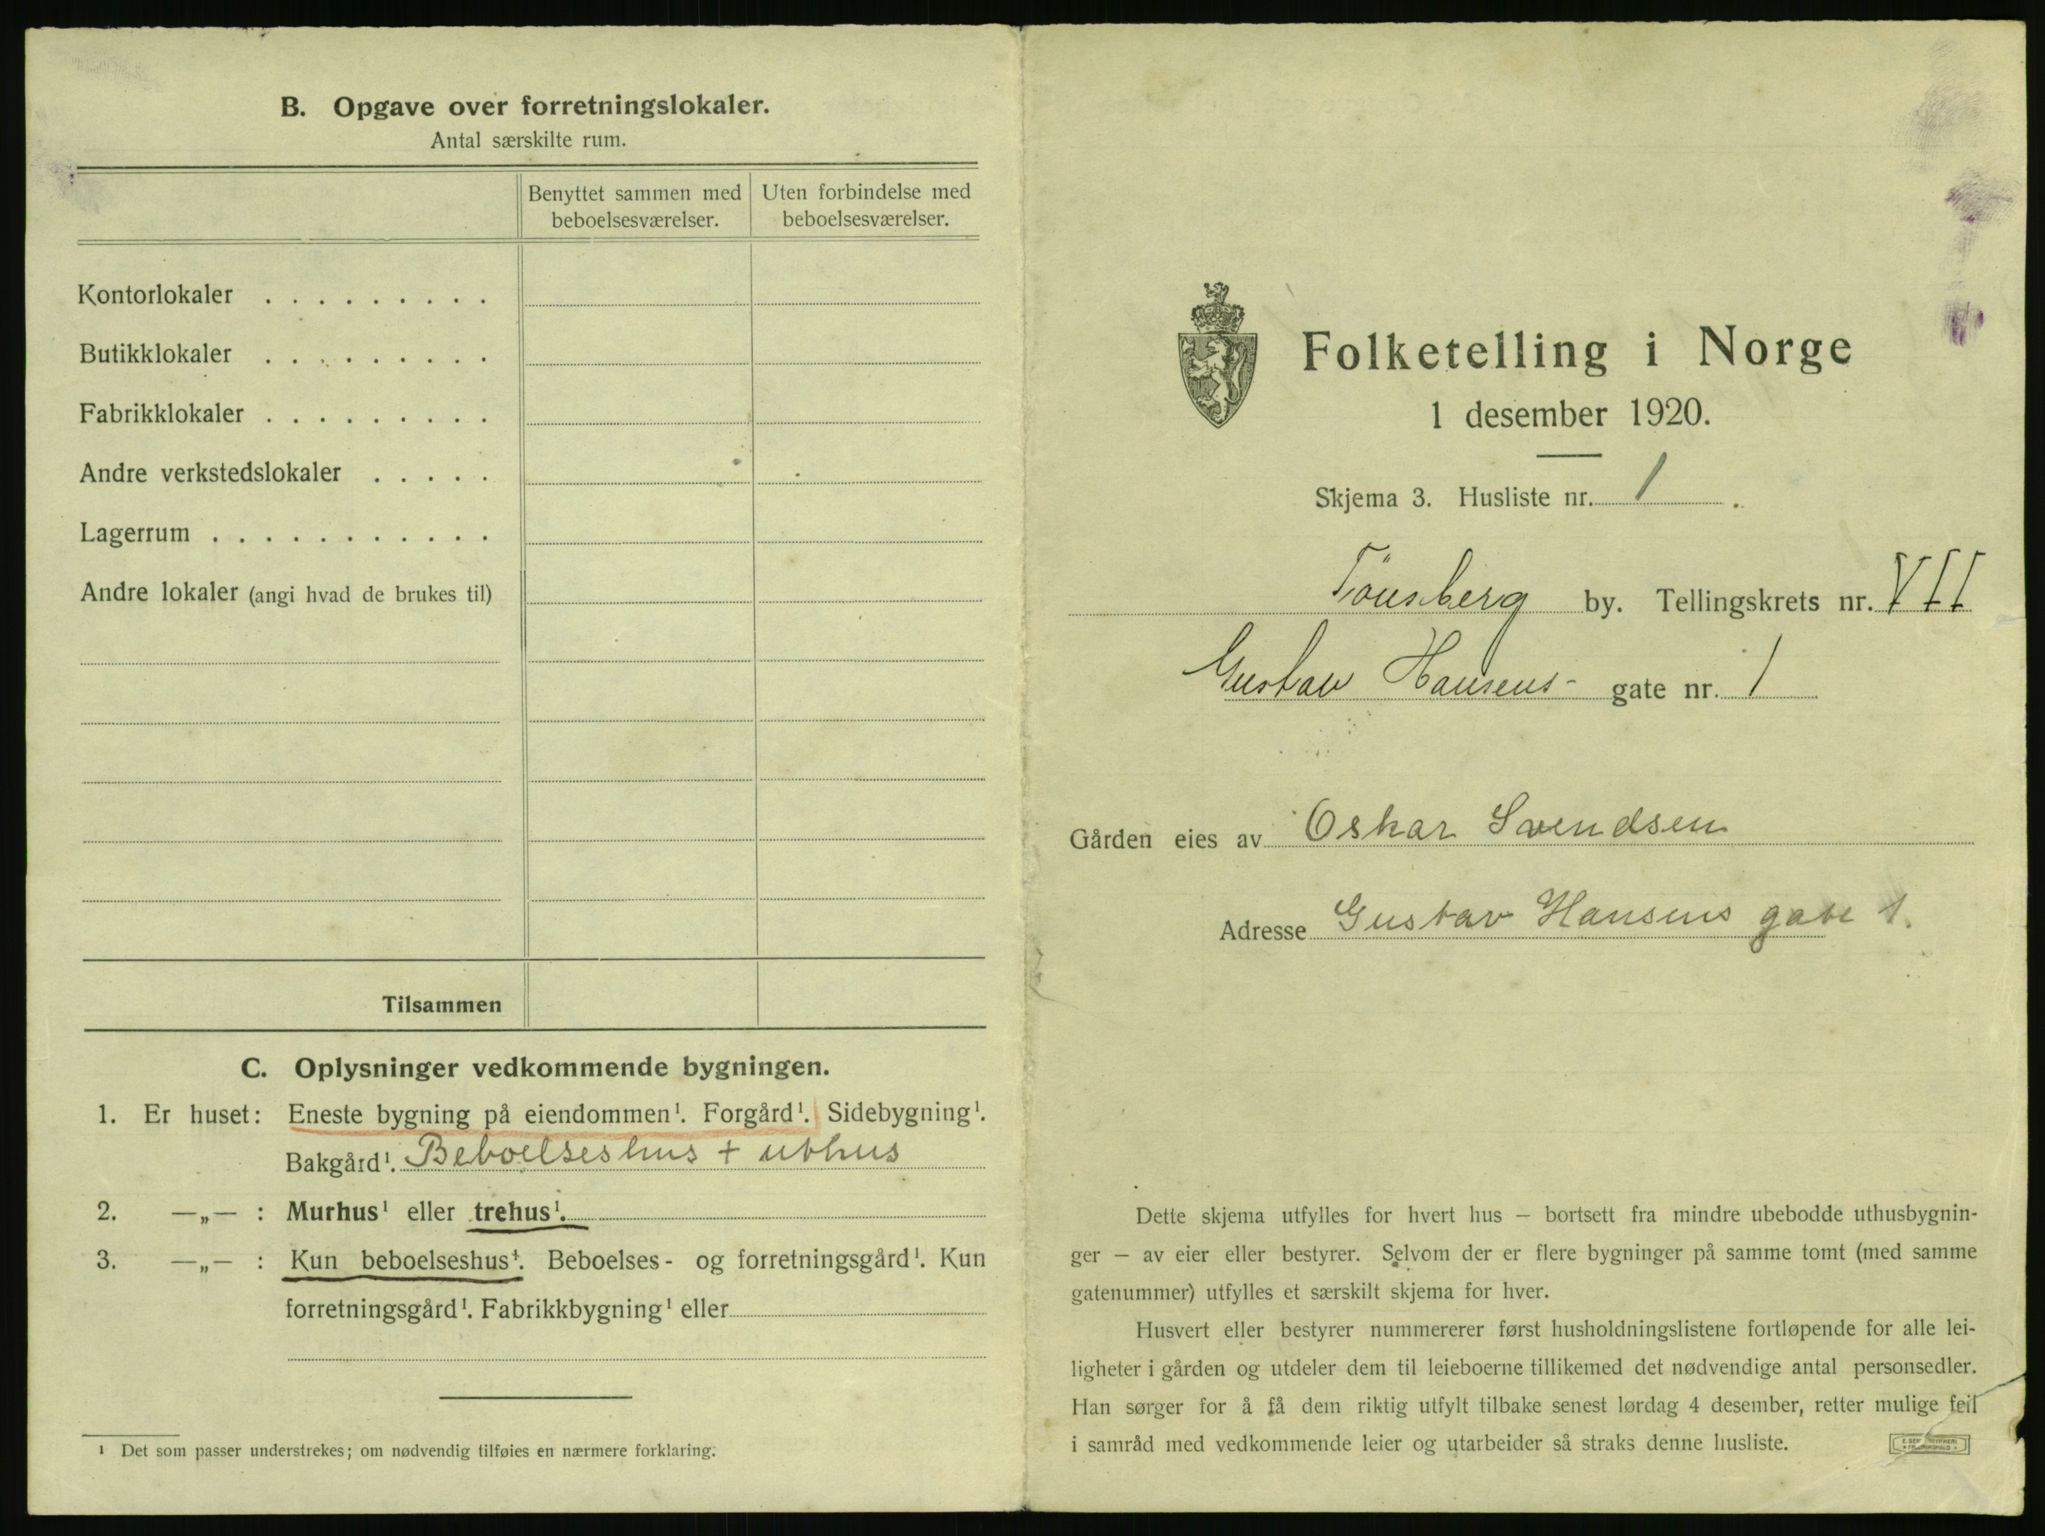 B. Opgave over forretningslokaler.
Antal særskilte rum.
Benyttet sammen med beboelsesværelser.
Uten forbindelse med beboelsesværelser.
Kontorlokaler . . . . . . . . .
Butikklokaler . . . . . . . . .
Fabrikklokaler . . . . . . . . .
Andre verkstedslokaler . . . . .
Lagerrum . . . . . . . . . . .
Andre lokaler (angi hvad de brukes til)
Tilsammen
C. Oplysninger vedkommende bygningen.
1. Er huset: Eneste bygning på eiendommen¹. Forgård¹. Sidebygning¹.
Bakgård¹. Beboelseshus + uthus
2. —„— : Murhus¹ eller trehus¹.
3. —„— : Kun beboelseshus¹. Beboelses- og forretningsgård¹. Kun
forretningsgård¹. Fabrikkbygning¹ eller
¹ Det som passer understrekes; om nødvendig tilføies en nærmere forklaring.
Folketelling i Norge
1 desember 1920.
Skjema 3. Husliste nr. 1.
Tönsberg by. Tellingskrets nr. VII
Gustav Hansens- gate nr. 1
Gården eies av Oskar Svendsen
Adresse Gustav Hansens gate 1.
Dette skjema utfylles for hvert hus – bortsett fra mindre ubebodde uthusbygnin-
ger – av eier eller bestyrer. Selvom der er flere bygninger på samme tomt (med samme
gatenummer) utfylles et særskilt skjema for hver.
Husvert eller bestyrer nummererer først husholdningslistene fortløpende for alle lei-
ligheter i gården og utdeler dem til leieboerne tillikemed det nødvendige antal personsedler.
Han sørger for å få dem riktig utfylt tilbake senest lørdag 4 desember, retter mulige feil
i samråd med vedkommende leier og utarbeider så straks denne husliste.